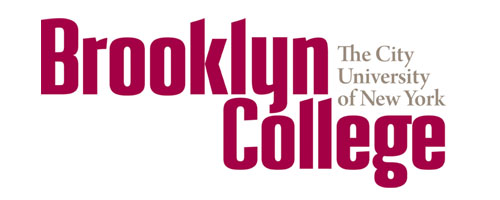 Brooklyn
College
The City
University
of New York